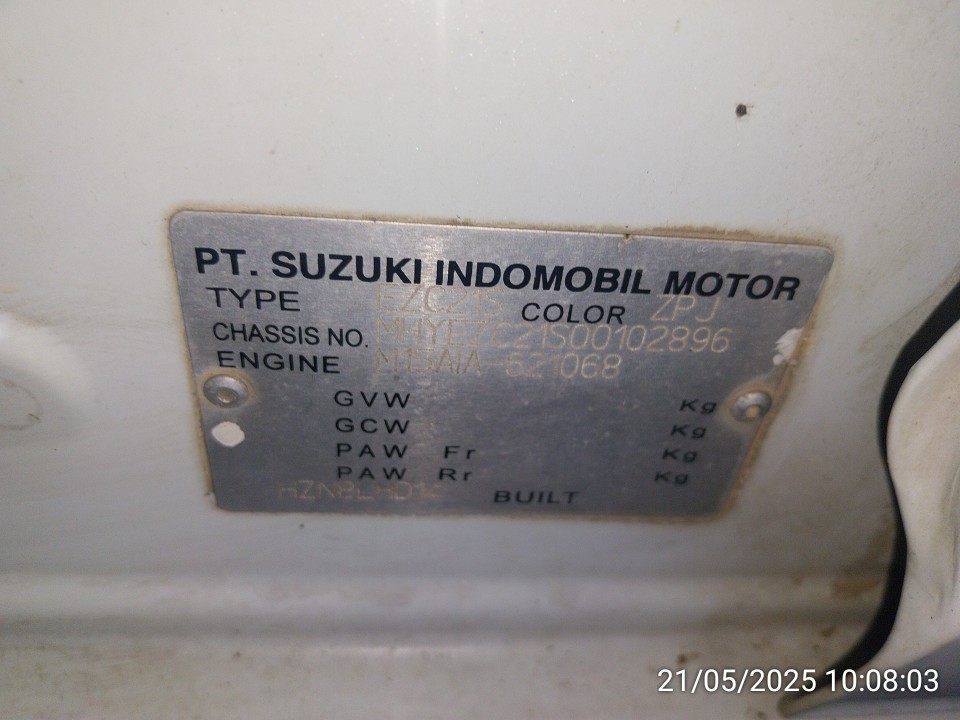 PT. SUZUKI INDOMOBIL MOTOR
TYPE EZC21S COLOR ZPJ
CHASSIS NO. MHYEZC21S00102896
ENGINE M15AIA-621068
GVW Kg
GCW Kg
PAW Fr Kg
PAW Rr Kg
BUILT
21/05/2025 10:08:03